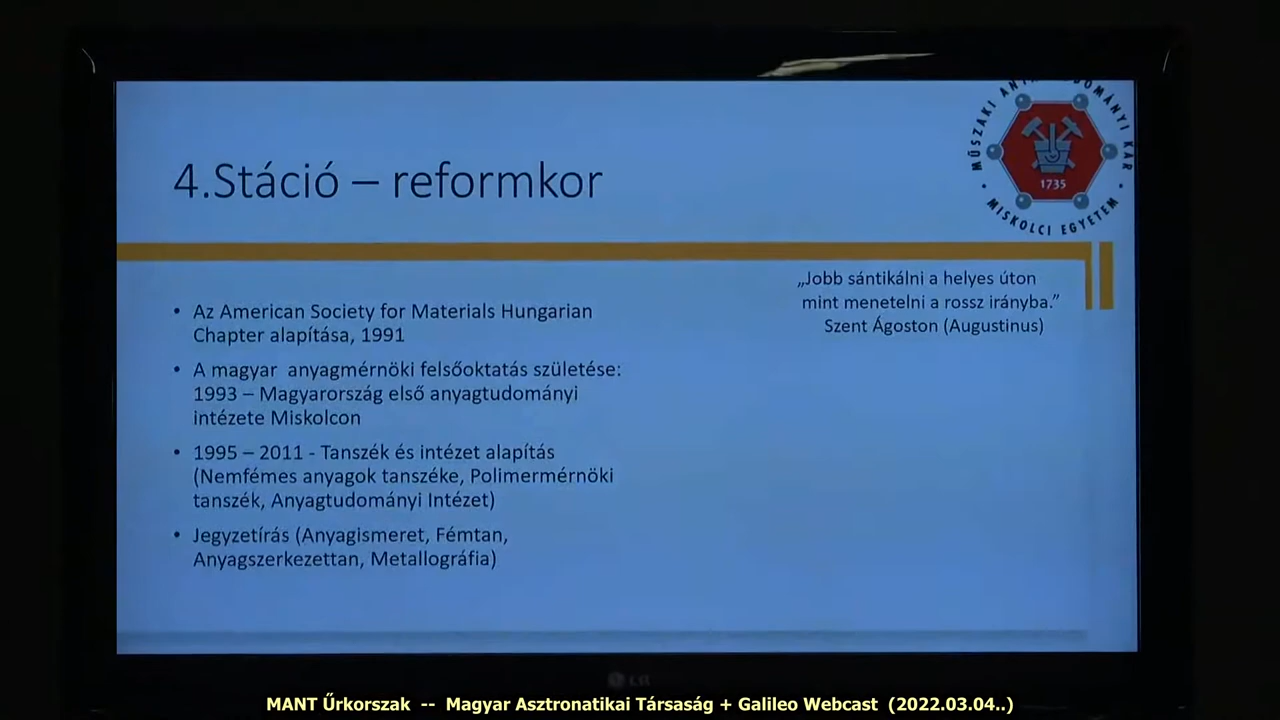 4.Stáció – reformkor
MŰSZAKI ANYAGTUDOMÁNYI KAR
1735
• MISKOLCI EGYETEM •
„Jobb sántikálni a helyes úton
mint menetelni a rossz irányba.”
Szent Ágoston (Augustinus)
• Az American Society for Materials Hungarian
Chapter alapítása, 1991
• A magyar anyagmérnöki felsőoktatás születése:
1993 – Magyarország első anyagtudományi
intézete Miskolcon
• 1995 – 2011 - Tanszék és intézet alapítás
(Nemfémes anyagok tanszéke, Polimermérnöki
tanszék, Anyagtudományi Intézet)
• Jegyzetírás (Anyagismeret, Fémtan,
Anyagszerkezettan, Metallográfia)
LG
MANT Űrkorszak -- Magyar Asztronatikai Társaság + Galileo Webcast (2022.03.04..)